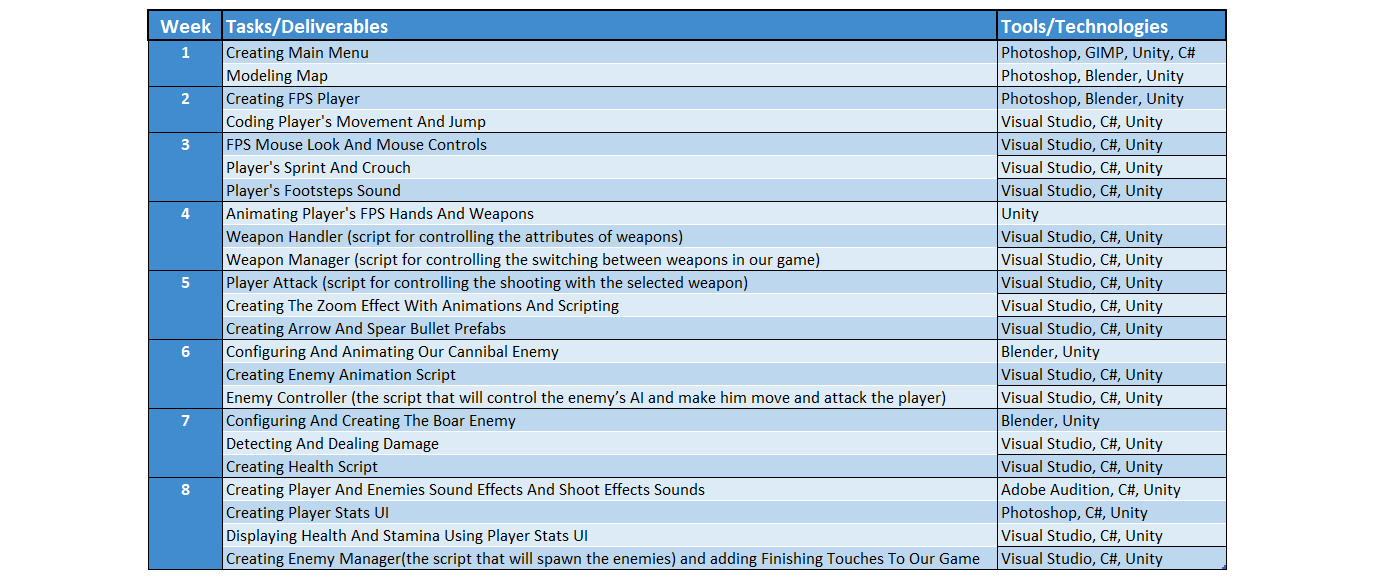 Week Tasks/Deliverables Tools/Technologies
1 Creating Main Menu Photoshop, GIMP, Unity, C#
Modeling Map Photoshop, Blender, Unity
2 Creating FPS Player Photoshop, Blender, Unity
Coding Player's Movement And Jump Visual Studio, C#, Unity
3 FPS Mouse Look And Mouse Controls Visual Studio, C#, Unity
Player's Sprint And Crouch Visual Studio, C#, Unity
Player's Footsteps Sound Visual Studio, C#, Unity
4 Animating Player's FPS Hands And Weapons Unity
Weapon Handler (script for controlling the attributes of weapons) Visual Studio, C#, Unity
Weapon Manager (script for controlling the switching between weapons in our game) Visual Studio, C#, Unity
5 Player Attack (script for controlling the shooting with the selected weapon) Visual Studio, C#, Unity
Creating The Zoom Effect With Animations And Scripting Visual Studio, C#, Unity
Creating Arrow And Spear Bullet Prefabs Visual Studio, C#, Unity
6 Configuring And Animating Our Cannibal Enemy Blender, Unity
Creating Enemy Animation Script Visual Studio, C#, Unity
Enemy Controller (the script that will control the enemy’s AI and make him move and attack the player) Visual Studio, C#, Unity
7 Configuring And Creating The Boar Enemy Blender, Unity
Detecting And Dealing Damage Visual Studio, C#, Unity
Creating Health Script Visual Studio, C#, Unity
8 Creating Player And Enemies Sound Effects And Shoot Effects Sounds Adobe Audition, C#, Unity
Creating Player Stats UI Photoshop, C#, Unity
Displaying Health And Stamina Using Player Stats UI Visual Studio, C#, Unity
Creating Enemy Manager(the script that will spawn the enemies) and adding Finishing Touches To Our Game Visual Studio, C#, Unity